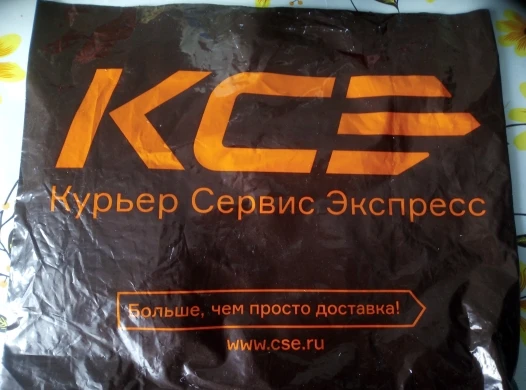 КСЭ
Курьер Сервис Экспресс
Больше, чем просто доставка!
www.cse.ru